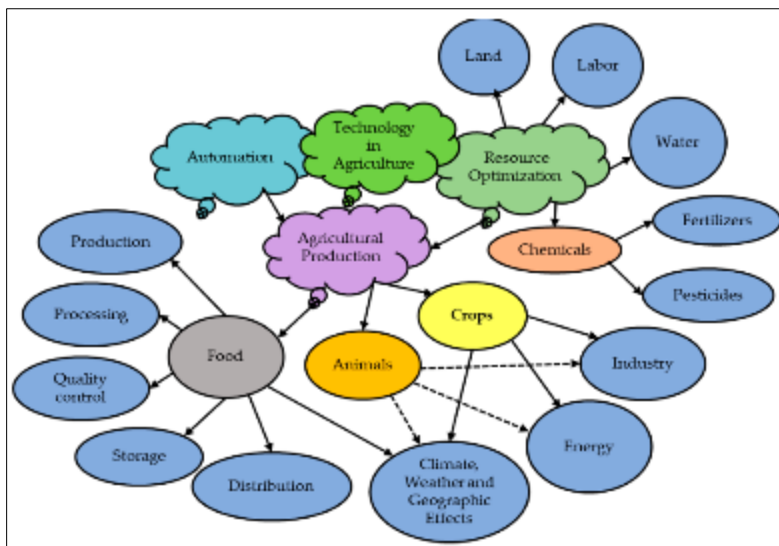 Land
Labor
Technology
in
Agriculture
Automation
Resource
Optimization
Water
Production
Agricultural
Production
Chemicals
Fertilizers
Pesticides
Processing
Crops
Food
Animals
Industry
Quality
control
Storage
Distribution
Climate,
Weather and
Geographic
Effects
Energy